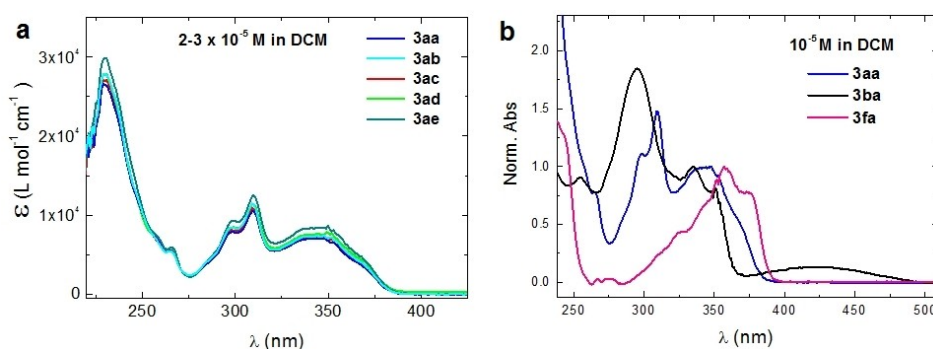 a
2-3 x 10⁻⁵ M in DCM
3aa
3ab
3ac
3ad
3ae
ε (L mol⁻¹ cm⁻¹)
3x10⁴
2x10⁴
1x10⁴
0
250 300 350 400
λ (nm)
b
10⁻⁵ M in DCM
3aa
3ba
3fa
Norm. Abs
2.0
1.5
1.0
0.5
0.0
250 300 350 400 450 500
λ (nm)